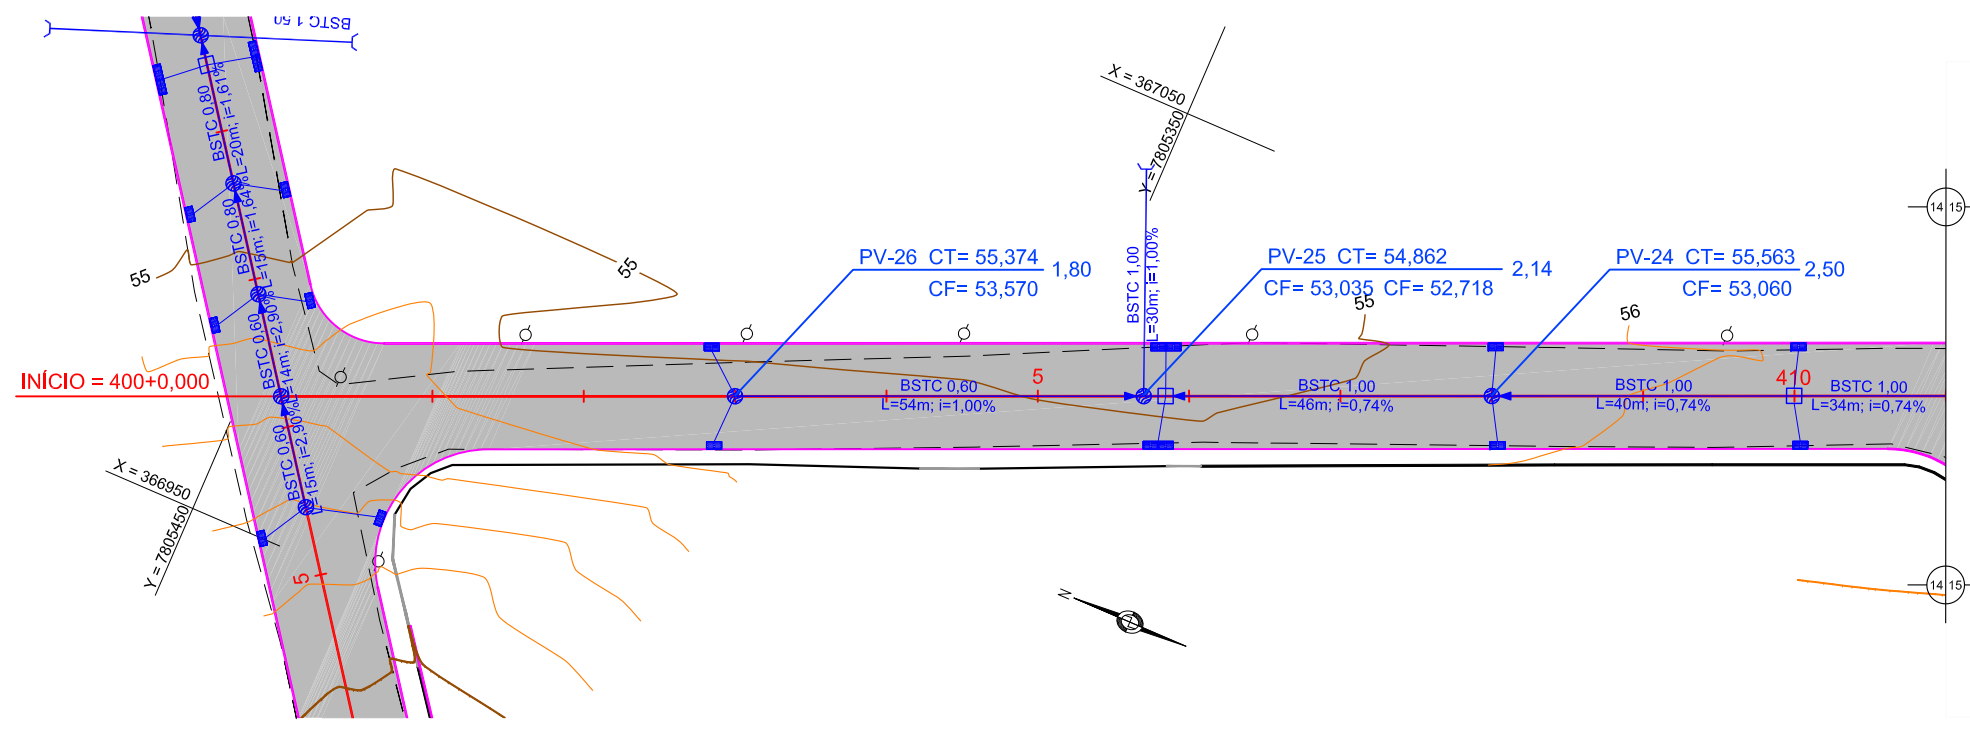 BSTC 1,50
BSTC 0,80
L=20m; i=1,61%
BSTC 0,80
L=15m; i=1,64%
BSTC 0,60
L=14m; i=2,90%
BSTC 0,60
L=15m; i=2,90%
55
55
X = 367050
Y = 7805350
BSTC 1,00
L=30m; i=1,00%
PV-26 CT= 55,374
1,80
CF= 53,570
PV-25 CT= 54,862
2,14
CF= 53,035 CF= 52,718
PV-24 CT= 55,563
2,50
CF= 53,060
55
56
14 15
INÍCIO = 400+0,000
5
410
BSTC 0,60
L=54m; i=1,00%
BSTC 1,00
L=46m; i=0,74%
BSTC 1,00
L=40m; i=0,74%
BSTC 1,00
L=34m; i=0,74%
X = 366950
Y = 7805450
5
N
14 15